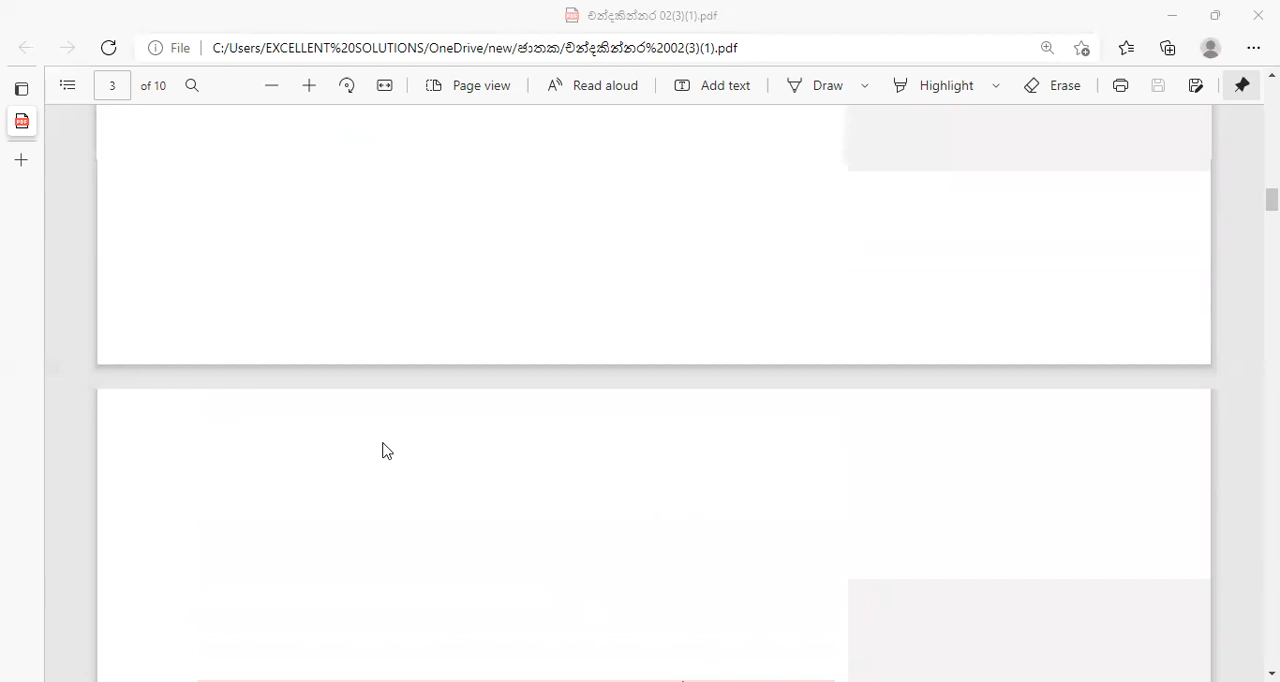 චන්දකින්නර 02(3)(1).pdf
File C:/Users/EXCELLENT%20SOLUTIONS/OneDrive/new/ජාතක/චන්දකින්නර%2002(3)(1).pdf
3 of 10 Page view Read aloud Add text Draw Highlight Erase